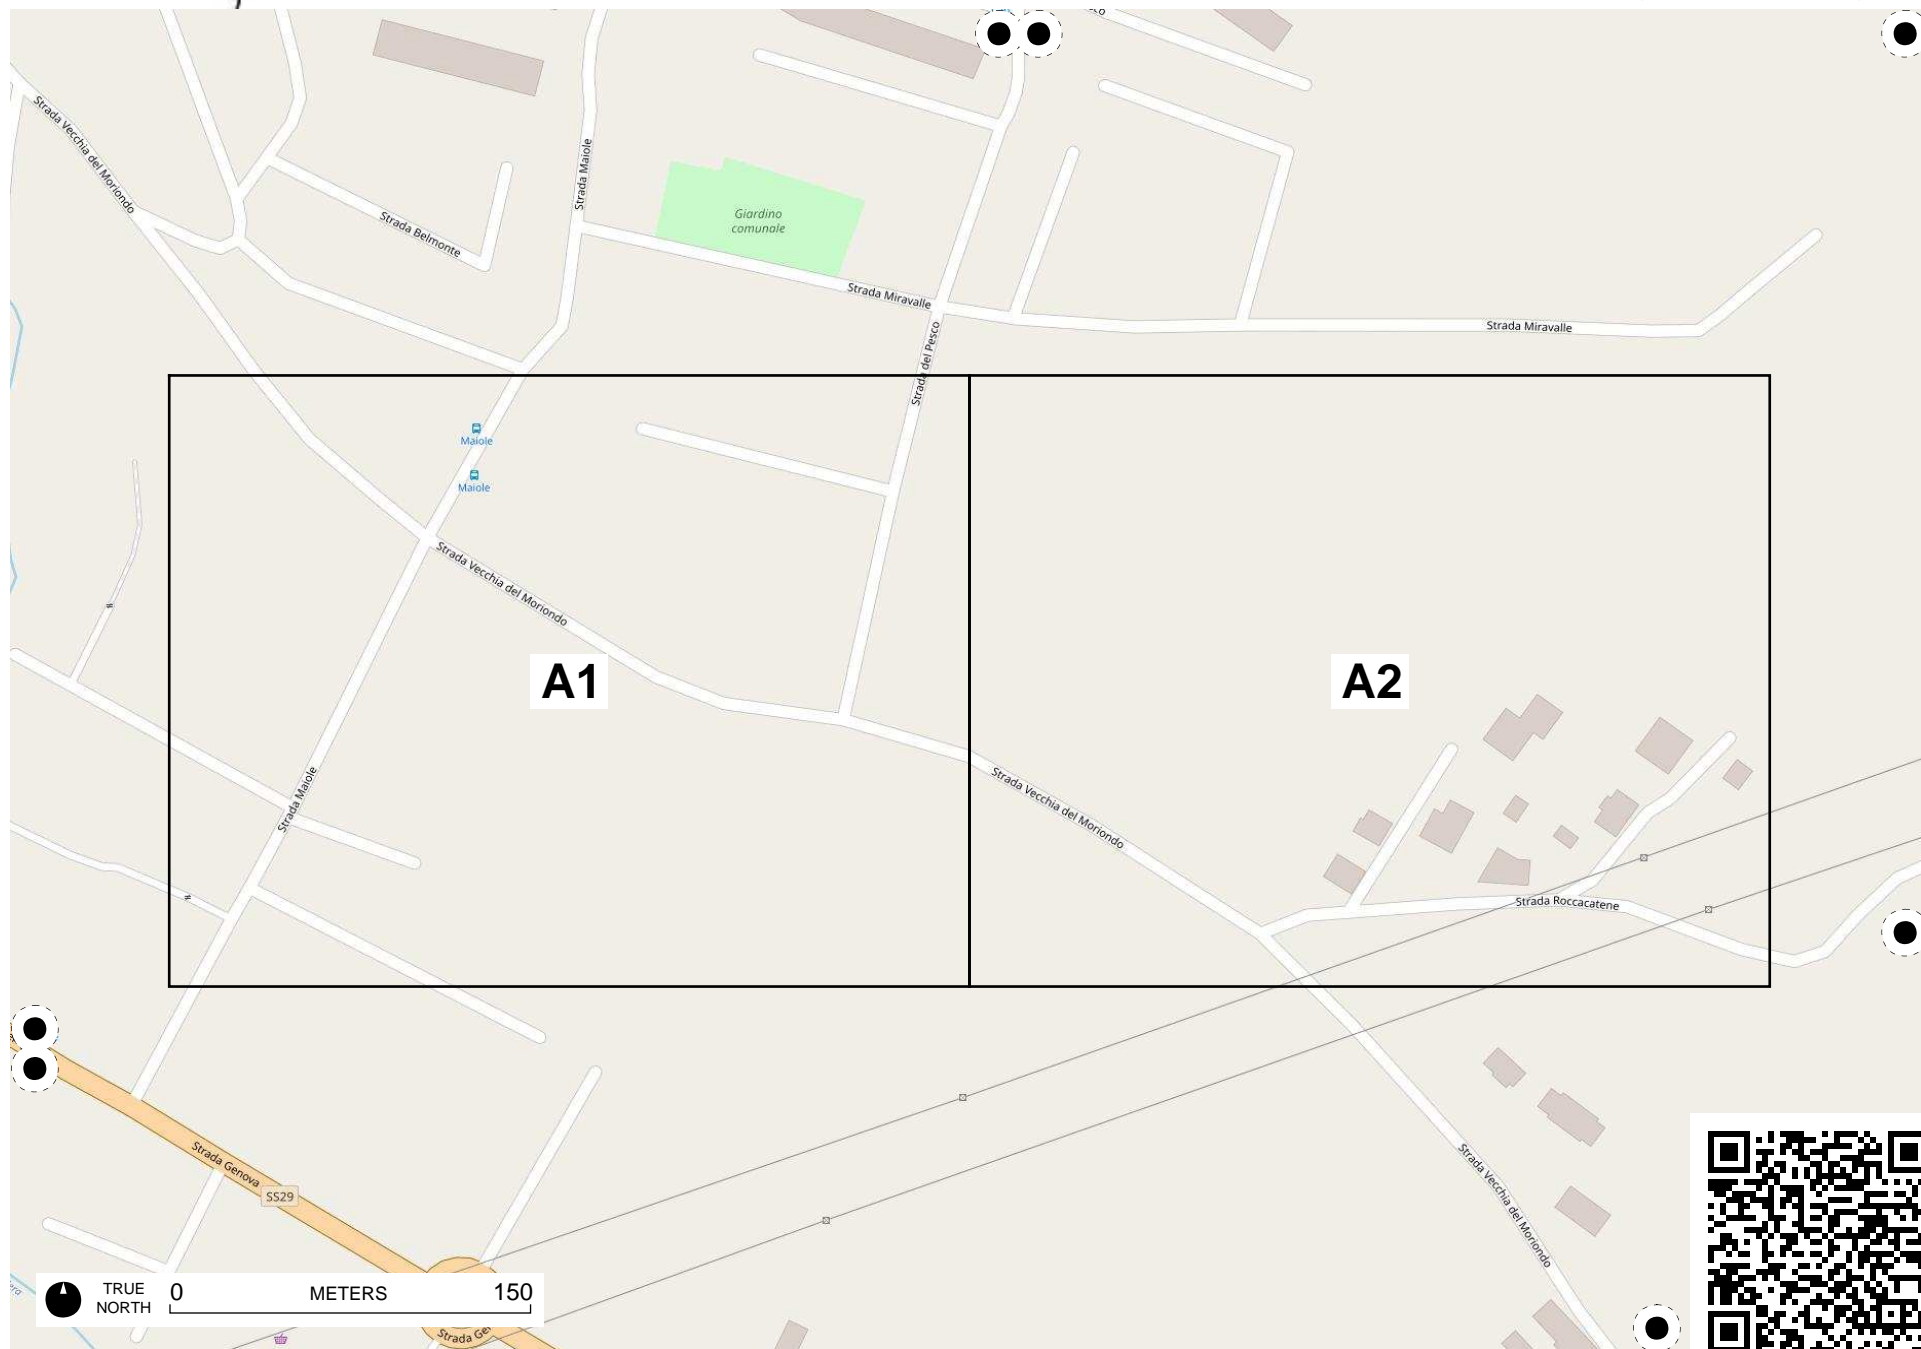 Strada Vecchia del Moriondo
Strada Belmonte
Strada Maiole
Giardino
comunale
Strada Miravalle
Strada Miravalle
Strada del Pesco
Maiole
Maiole
Strada Vecchia del Moriondo
A1
A2
Strada Maiole
Strada Vecchia del Moriondo
Strada Roccacatene
Strada Genova
SS29
Strada Vecchia del Moriondo
TRUE
NORTH
0 METERS 150
Strada Ge